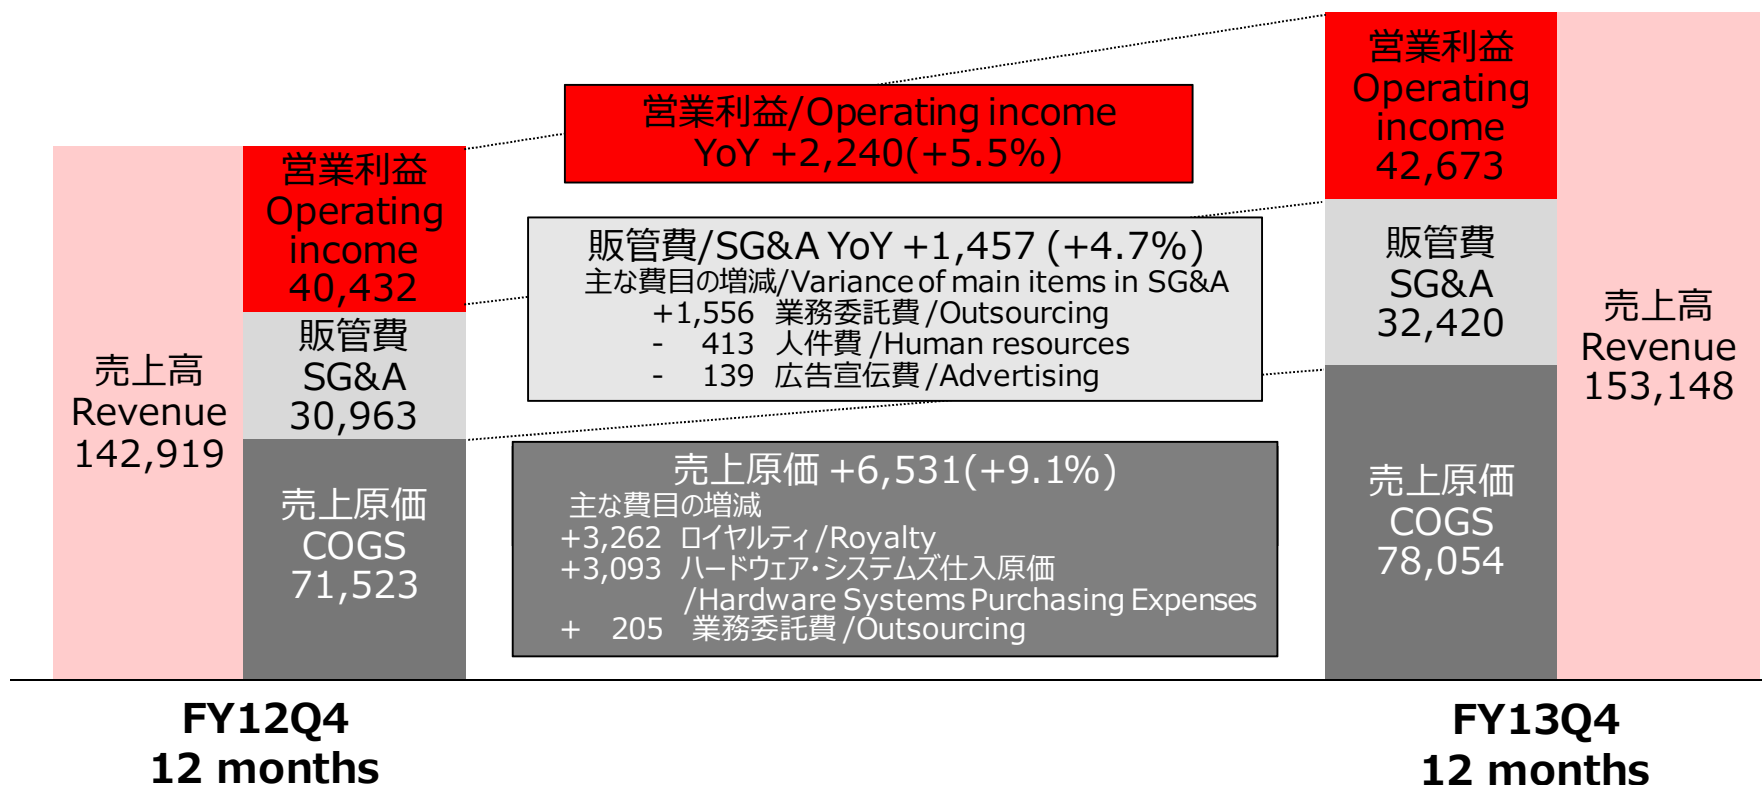 売上高
Revenue
142,919
営業利益
Operating
income
40,432
販管費
SG&A
30,963
売上原価
COGS
71,523
営業利益/Operating income
YoY +2,240(+5.5%)
販管費/SG&A YoY +1,457 (+4.7%)
主な費目の増減/Variance of main items in SG&A
+1,556 業務委託費 /Outsourcing
- 413 人件費 /Human resources
- 139 広告宣伝費 /Advertising
売上原価 +6,531(+9.1%)
主な費目の増減
+3,262 ロイヤルティ /Royalty
+3,093 ハードウェア・システムズ仕入原価
/Hardware Systems Purchasing Expenses
+ 205 業務委託費 /Outsourcing
営業利益
Operating
income
42,673
販管費
SG&A
32,420
売上原価
COGS
78,054
売上高
Revenue
153,148
FY12Q4
12 months
FY13Q4
12 months